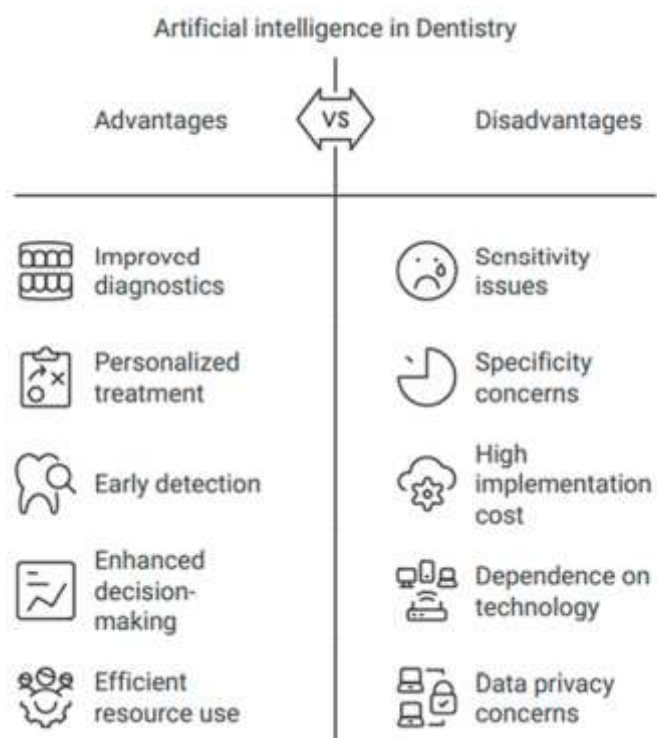 Artificial intelligence in Dentistry
Advantages
VS
Disadvantages
Improved
diagnostics
Personalized
treatment
Early detection
Enhanced
decision-
making
Efficient
resource use
Sensitivity
issues
Specificity
concerns
High
implementation
cost
Dependence on
technology
Data privacy
concerns